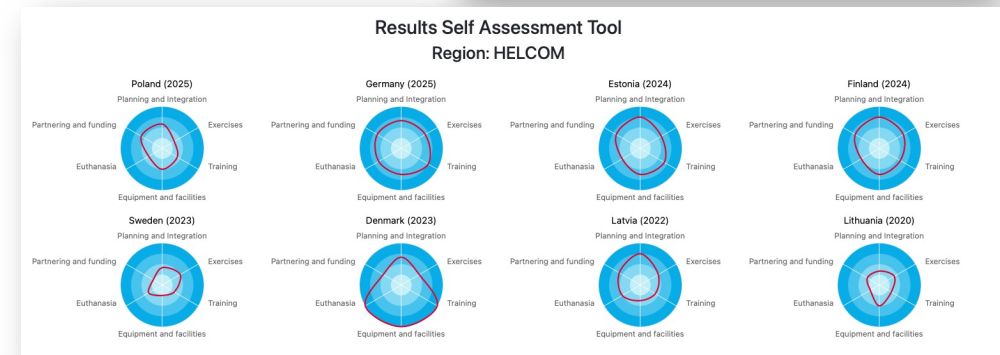 Results Self Assessment Tool
Region: HELCOM
Poland (2025)
Planning and Integration
Partnering and funding
Exercises
Euthanasia
Training
Equipment and facilities
Germany (2025)
Planning and Integration
Partnering and funding
Exercises
Euthanasia
Training
Equipment and facilities
Estonia (2024)
Planning and Integration
Partnering and funding
Exercises
Euthanasia
Training
Equipment and facilities
Finland (2024)
Planning and Integration
Partnering and funding
Exercises
Euthanasia
Training
Equipment and facilities
Sweden (2023)
Planning and Integration
Partnering and funding
Exercises
Euthanasia
Training
Equipment and facilities
Denmark (2023)
Planning and Integration
Partnering and funding
Exercises
Euthanasia
Training
Equipment and facilities
Latvia (2022)
Planning and Integration
Partnering and funding
Exercises
Euthanasia
Training
Equipment and facilities
Lithuania (2020)
Planning and Integration
Partnering and funding
Exercises
Euthanasia
Training
Equipment and facilities